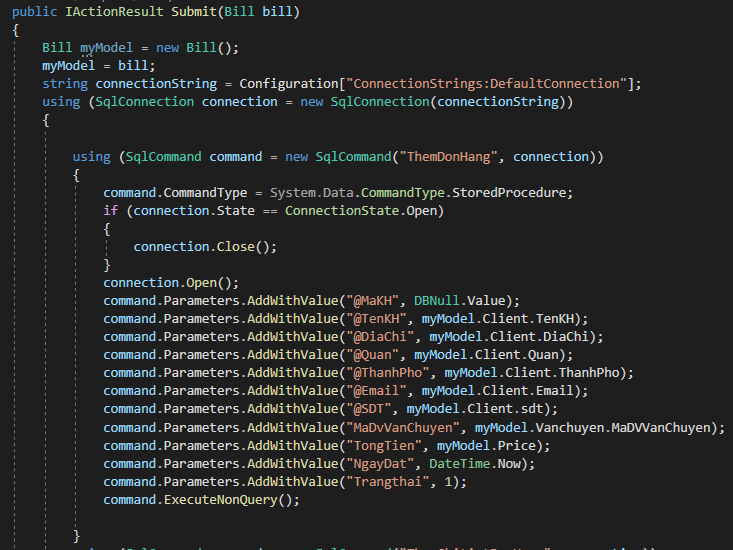 public IActionResult Submit(Bill bill)
{
Bill myModel = new Bill();
myModel = bill;
string connectionString = Configuration["ConnectionStrings:DefaultConnection"];
using (SqlConnection connection = new SqlConnection(connectionString))
{
using (SqlCommand command = new SqlCommand("ThemDonHang", connection))
{
command.CommandType = System.Data.CommandType.StoredProcedure;
if (connection.State == ConnectionState.Open)
{
connection.Close();
}
connection.Open();
command.Parameters.AddWithValue("@MaKH", DBNull.Value);
command.Parameters.AddWithValue("@TenKH", myModel.Client.TenKH);
command.Parameters.AddWithValue("@DiaChi", myModel.Client.DiaChi);
command.Parameters.AddWithValue("@Quan", myModel.Client.Quan);
command.Parameters.AddWithValue("@ThanhPho", myModel.Client.ThanhPho);
command.Parameters.AddWithValue("@Email", myModel.Client.Email);
command.Parameters.AddWithValue("@SDT", myModel.Client.sdt);
command.Parameters.AddWithValue("MaDvVanChuyen", myModel.Vanchuyen.MaDVVanChuyen);
command.Parameters.AddWithValue("TongTien", myModel.Price);
command.Parameters.AddWithValue("NgayDat", DateTime.Now);
command.Parameters.AddWithValue("Trangthai", 1);
command.ExecuteNonQuery();
}